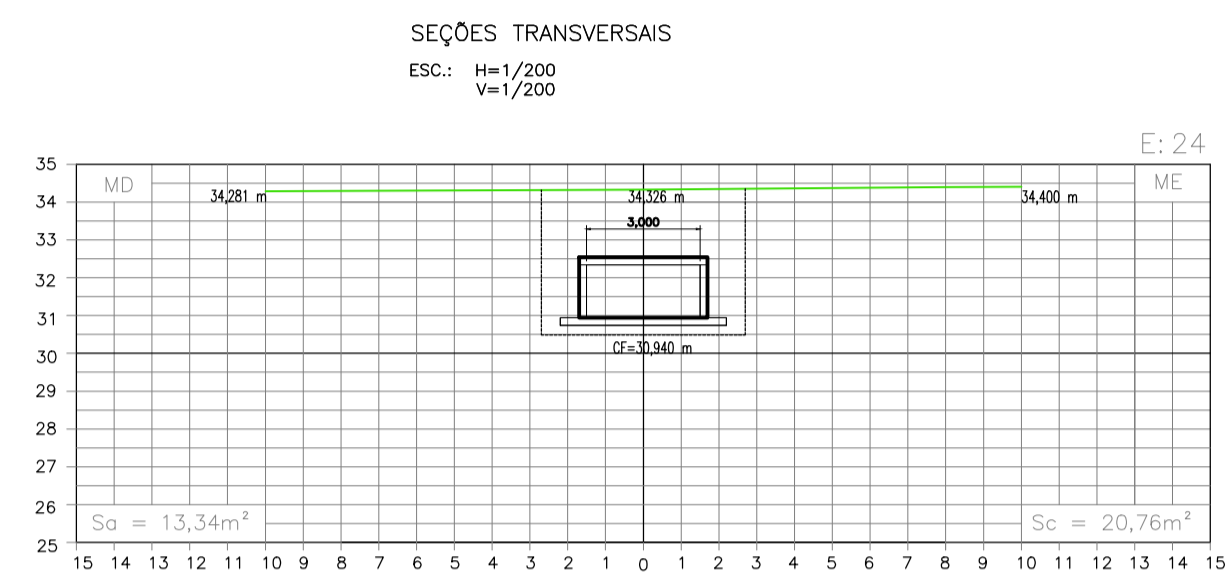 SEÇÕES TRANSVERSAIS
ESC.: H=1/200
V=1/200
E: 24
35
MD
ME
34,281 m
34,326 m
34,400 m
34
3,000
33
32
31
CF=30,940 m
30
29
28
27
26
Sa = 13,34m²
Sc = 20,76m²
25
15 14 13 12 11 10 9 8 7 6 5 4 3 2 1 0 1 2 3 4 5 6 7 8 9 10 11 12 13 14 15